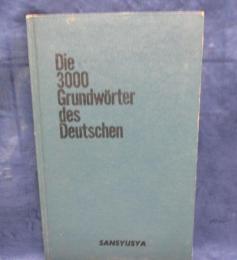 Die
3000
Grundwörter
des
Deutschen
SANSYUSYA